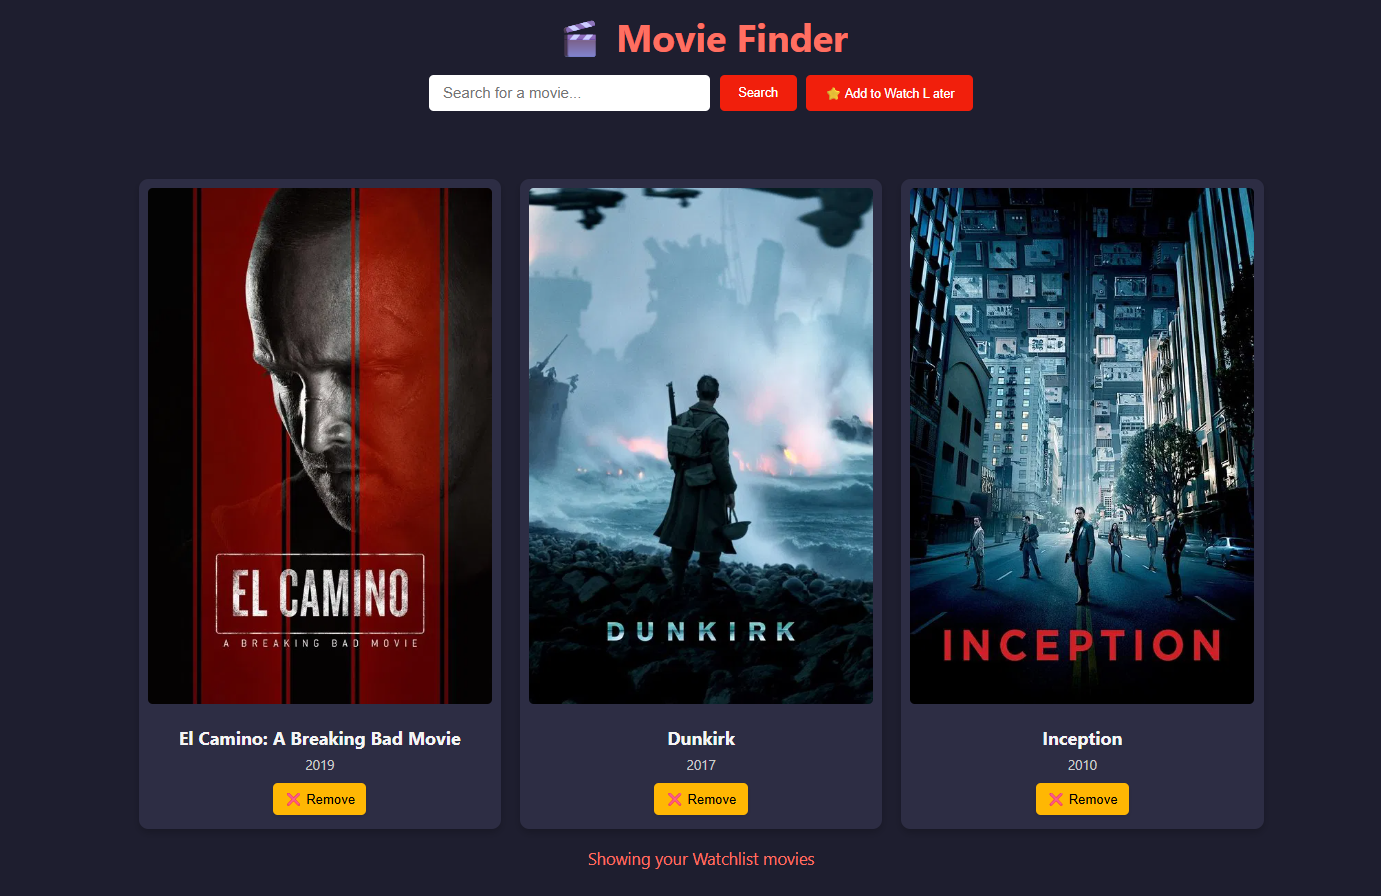 Movie Finder
Search for a movie...
Search
Add to Watch L ater
EL CAMINO
A BREAKING BAD MOVIE
DUNKIRK
INCEPTION
El Camino: A Breaking Bad Movie
2019
Remove
Dunkirk
2017
Remove
Inception
2010
Remove
Showing your Watchlist movies